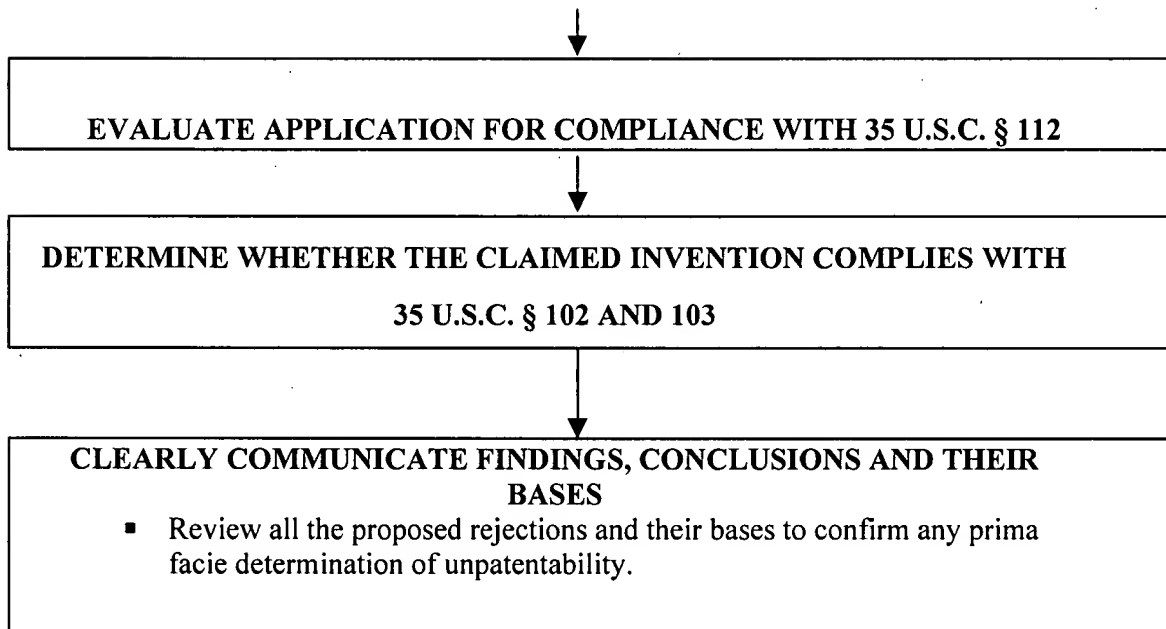 EVALUATE APPLICATION FOR COMPLIANCE WITH 35 U.S.C. § 112
DETERMINE WHETHER THE CLAIMED INVENTION COMPLIES WITH
35 U.S.C. § 102 AND 103
CLEARLY COMMUNICATE FINDINGS, CONCLUSIONS AND THEIR
BASES
▪ Review all the proposed rejections and their bases to confirm any prima
facie determination of unpatentability.